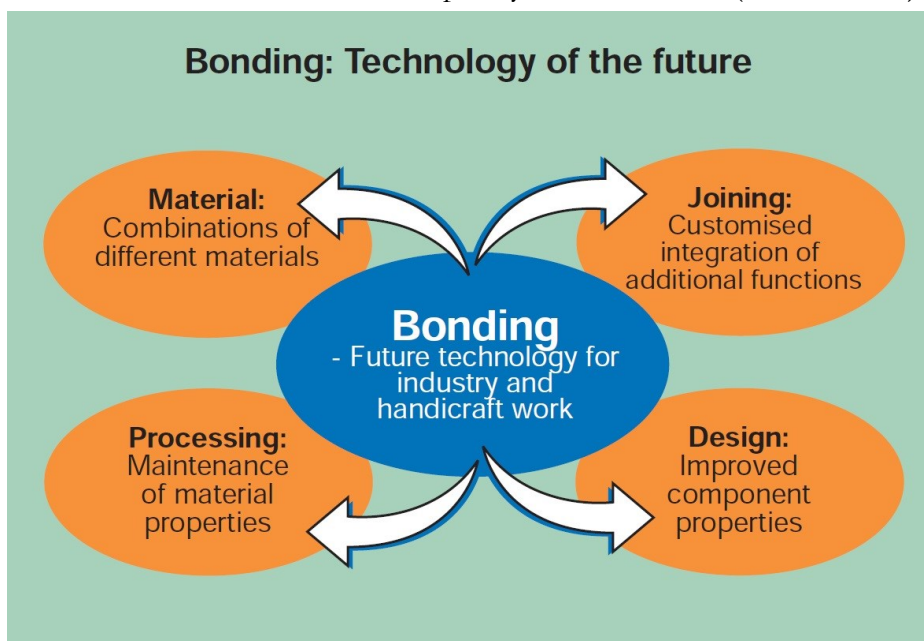 Bonding: Technology of the future
Material:
Combinations of
different materials
Joining:
Customised
integration of
additional functions
Bonding
- Future technology for
industry and
handicraft work
Processing:
Maintenance
of material
properties
Design:
Improved
component
properties